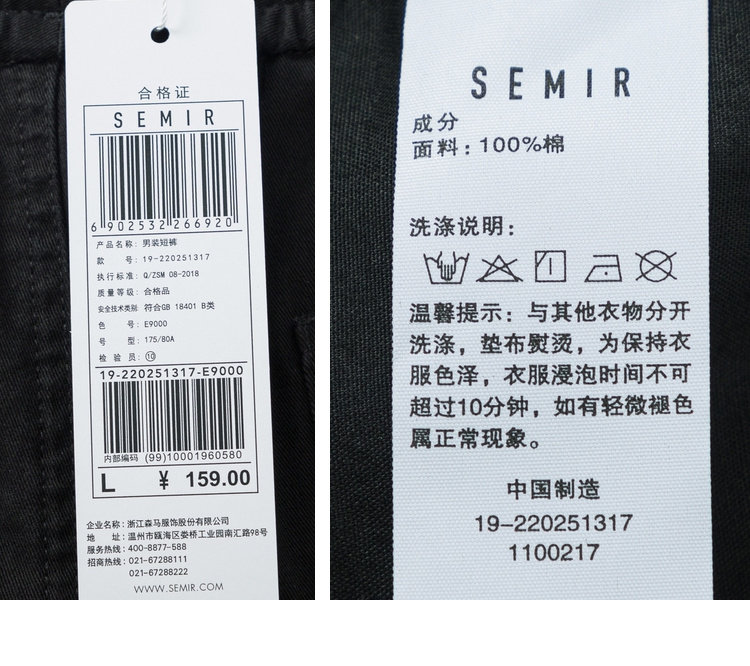 合格证
SEMIR
6 902532 266920
产品名称: 男装短裤
款 号: 19-220251317
执行标准: Q/ZSM 08-2018
质量等级: 合格品
安全技术类别: 符合GB 18401 B类
色 号: E9000
号 型: 175/80A
检 验 员: ⑩
19-220251317-E9000
内部编码 (99)10001960580
L ¥ 159.00
企业名称: 浙江森马服饰股份有限公司
地 址: 温州市瓯海区娄桥工业园南汇路98号
服务热线: 400-8877-588
招商热线: 021-67288111
021-67288222
WWW.SEMIR.COM
SEMIR
成分
面料: 100%棉
洗涤说明:
温馨提示: 与其他衣物分开
洗涤，垫布熨烫，为保持衣
服色泽，衣服浸泡时间不可
超过10分钟，如有轻微褪色
属正常现象。
中国制造
19-220251317
1100217